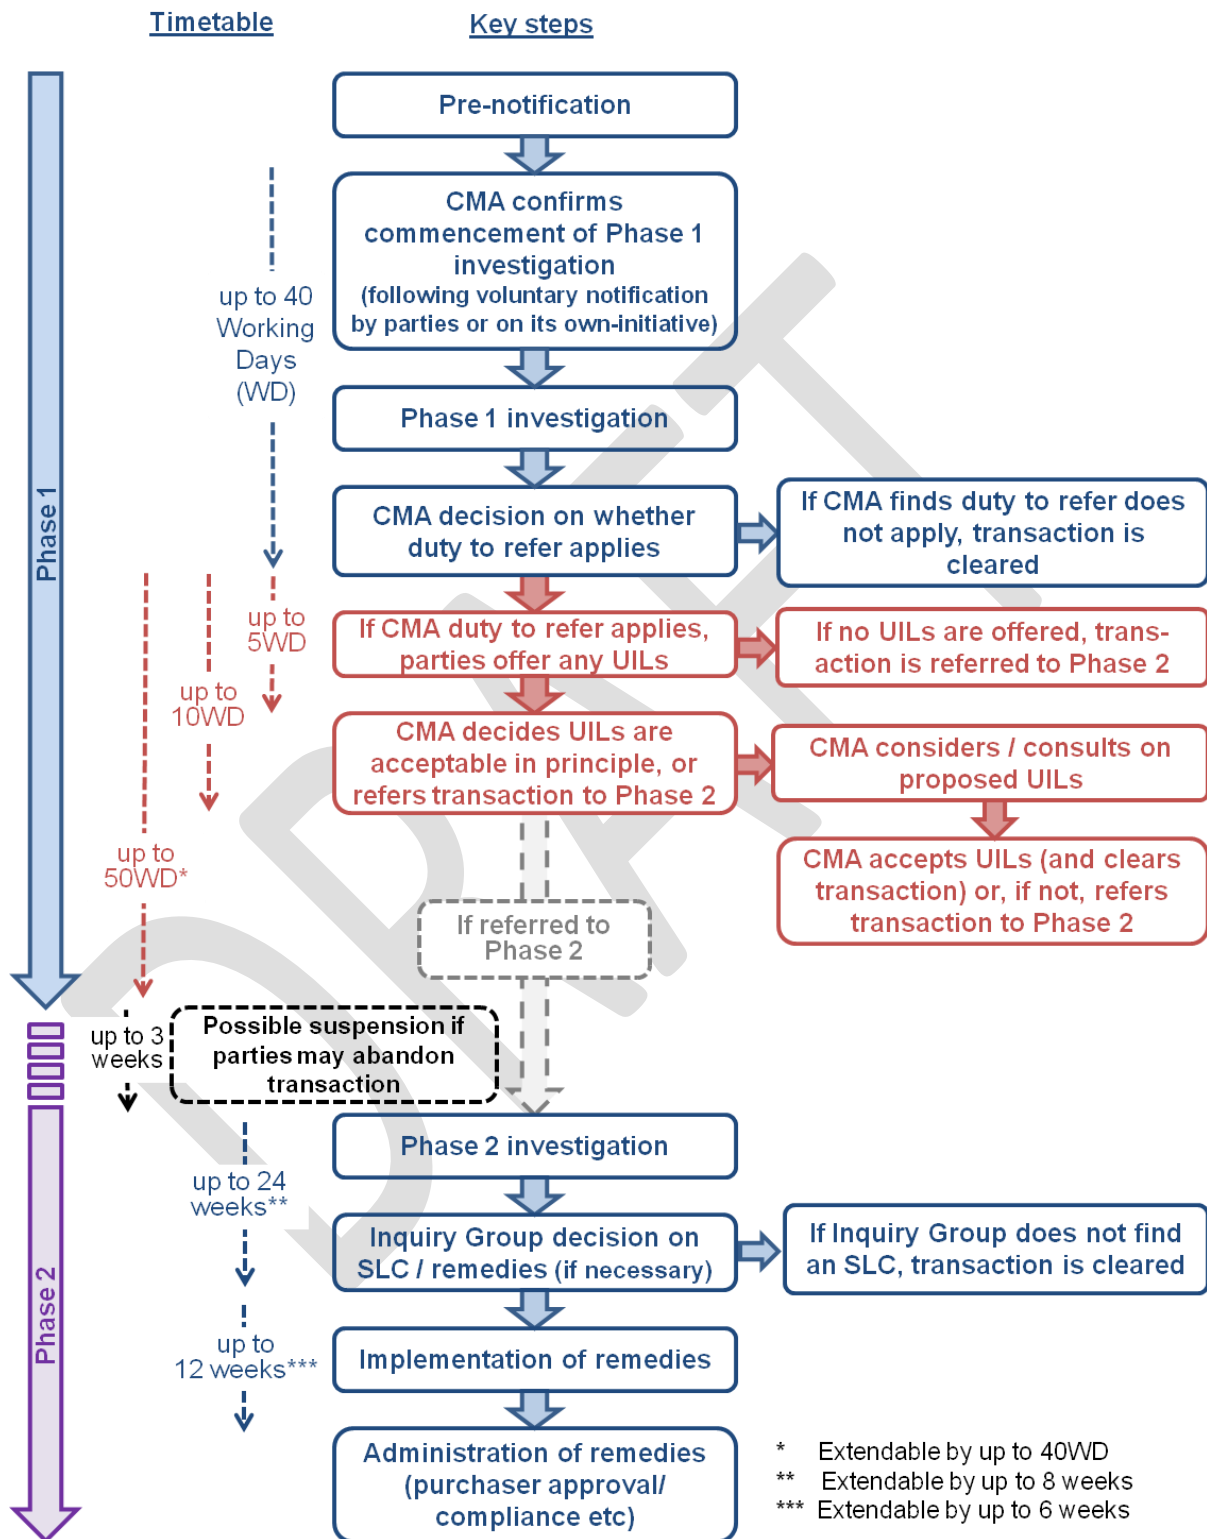 Timetable
Key steps
Pre-notification
CMA confirms
commencement of Phase 1
investigation
(following voluntary notification
by parties or on its own-initiative)
up to 40
Working
Days
(WD)
Phase 1 investigation
CMA decision on whether
duty to refer applies
If CMA finds duty to refer does
not apply, transaction is
cleared
Phase 1
up to
5WD
If CMA duty to refer applies,
parties offer any UILs
If no UILs are offered, trans-
action is referred to Phase 2
up to
10WD
CMA decides UILs are
acceptable in principle, or
refers transaction to Phase 2
CMA considers / consults on
proposed UILs
up to
50WD*
CMA accepts UILs (and clears
transaction) or, if not, refers
transaction to Phase 2
If referred to
Phase 2
up to 3
weeks
Possible suspension if
parties may abandon
transaction
Phase 2 investigation
up to 24
weeks**
Inquiry Group decision on
SLC / remedies (if necessary)
If Inquiry Group does not find
an SLC, transaction is cleared
Phase 2
up to
12 weeks***
Implementation of remedies
Administration of remedies
(purchaser approval/
compliance etc)
* Extendable by up to 40WD
** Extendable by up to 8 weeks
*** Extendable by up to 6 weeks
DRAFT